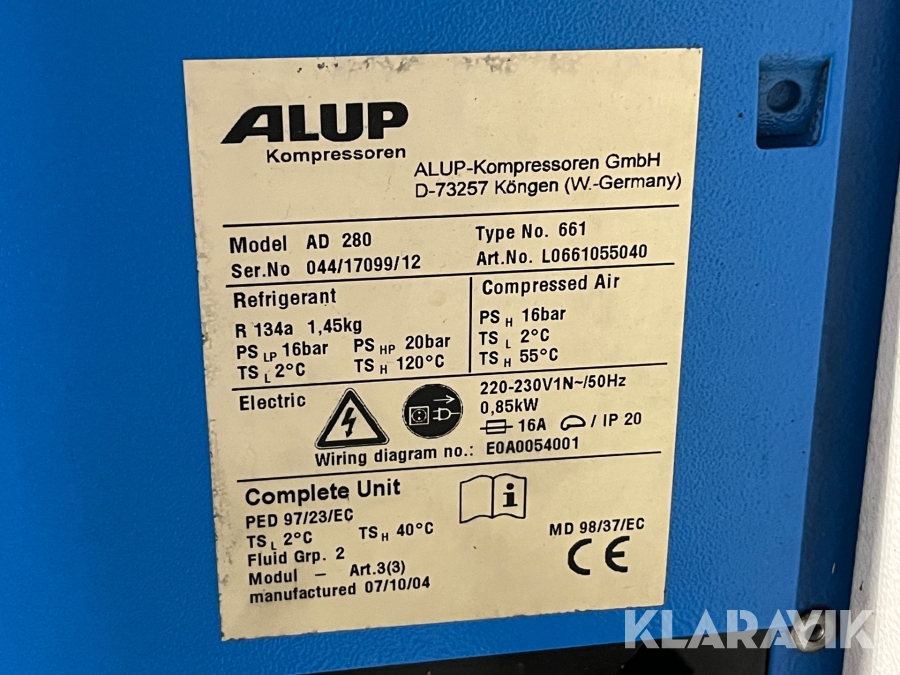 ALUP
Kompressoren
ALUP-Kompressoren GmbH
D-73257 Köngen (W.-Germany)
Model AD 280
Type No. 661
Ser.No 044/17099/12
Art.No. L0661055040
Refrigerant
R 134a 1,45kg
PS LP 16bar PS HP 20bar
TS L 2°C TS H 120°C
Compressed Air
PS H 16bar
TS L 2°C
TS H 55°C
Electric
220-230V1N~/50Hz
0,85kW
16A / IP 20
Wiring diagram no.: E0A0054001
Complete Unit
PED 97/23/EC
TS L 2°C TS H 40°C
Fluid Grp. 2
Modul – Art.3(3)
manufactured 07/10/04
i
MD 98/37/EC
CE
KLARAVIK